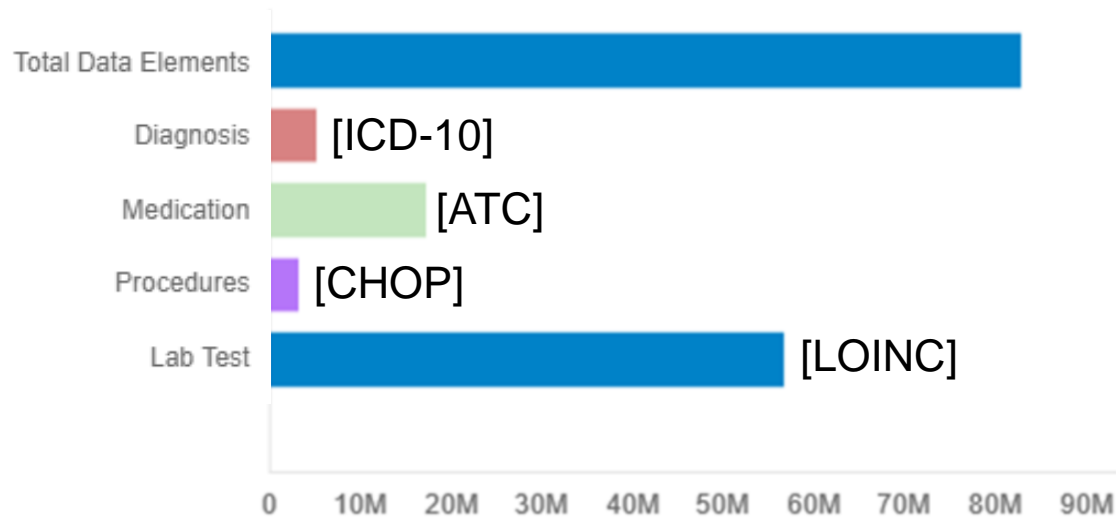 Total Data Elements
Diagnosis [ICD-10]
Medication [ATC]
Procedures [CHOP]
Lab Test [LOINC]
0 10M 20M 30M 40M 50M 60M 70M 80M 90M